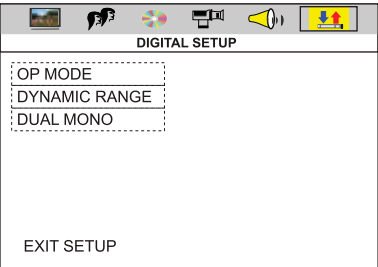 DIGITAL SETUP
OP MODE
DYNAMIC RANGE
DUAL MONO
EXIT SETUP